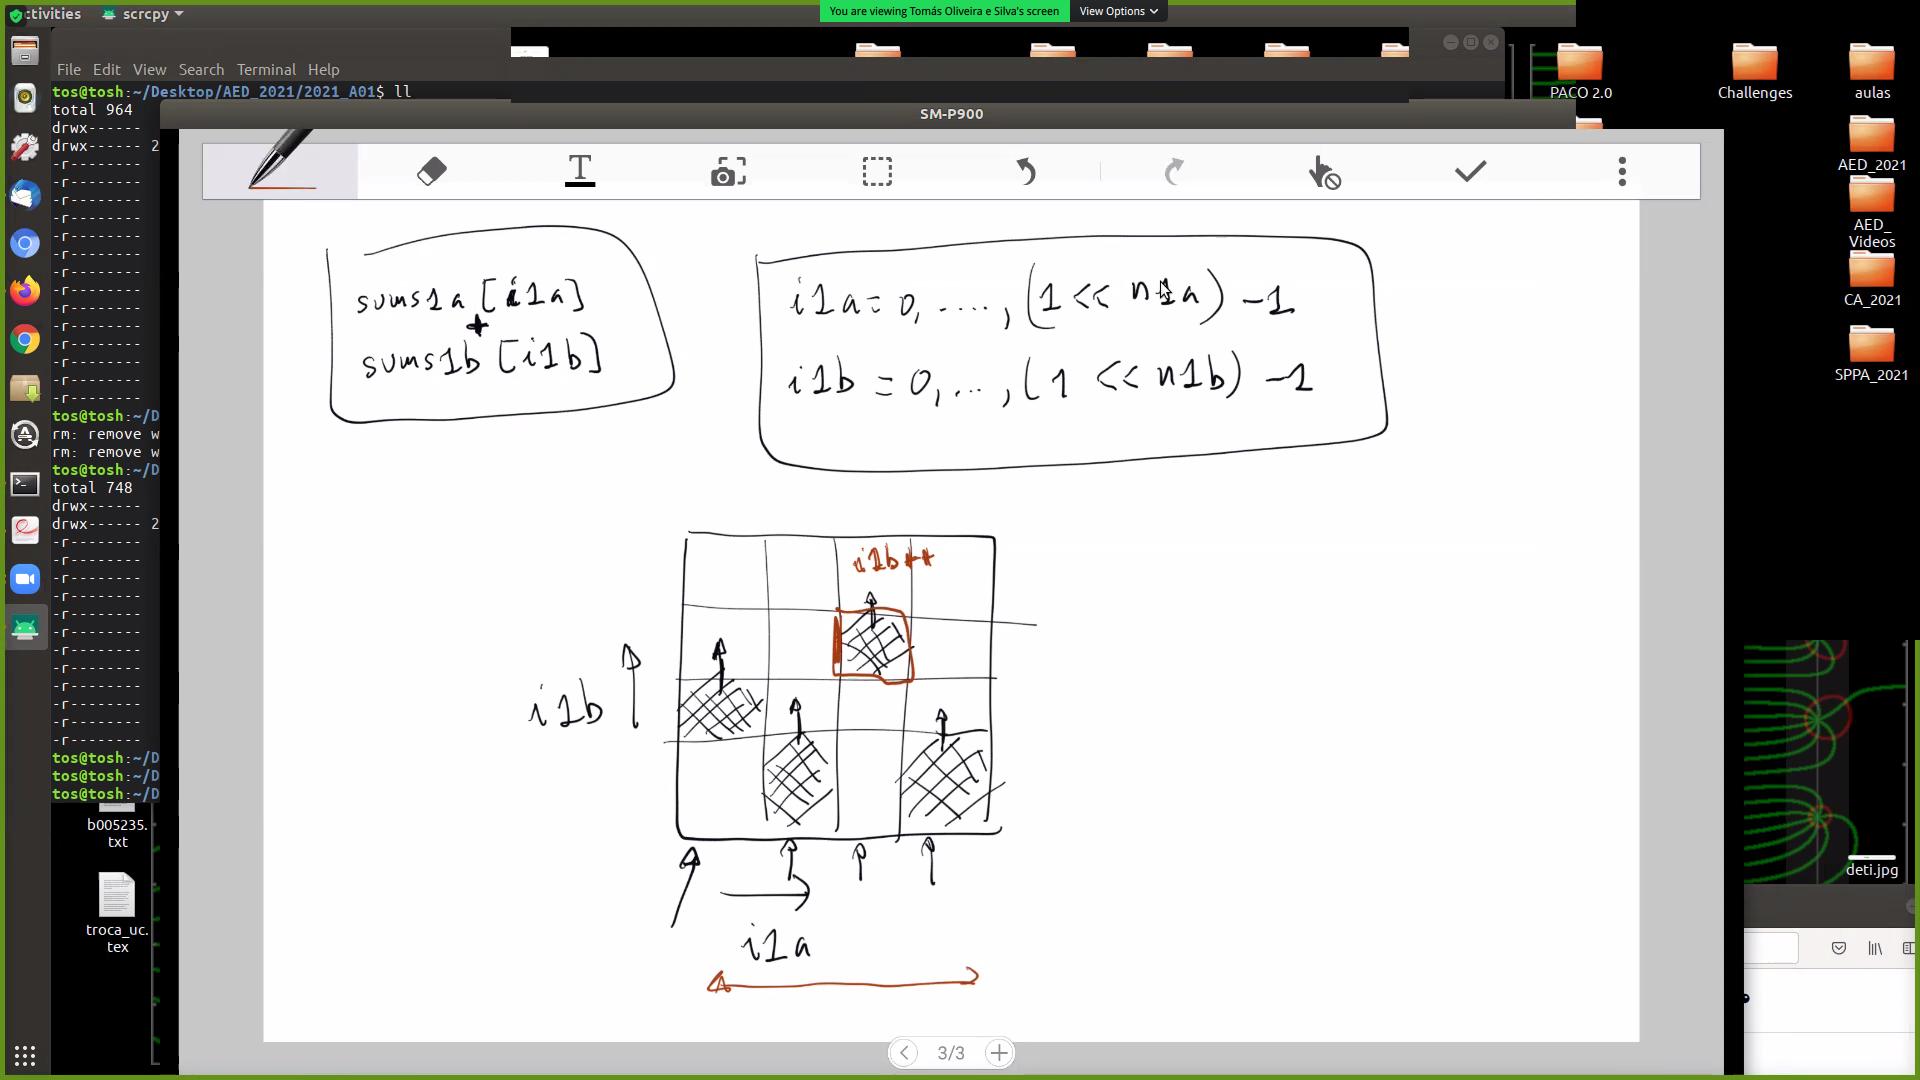 ctivities
scrcpy
You are viewing Tomás Oliveira e Silva's screen
View Options
File Edit View Search Terminal Help
tos@tosh:~/Desktop/AED_2021/2021_A01$ ll
total 964
drwx------
drwx------ 2
-r--------
-r--------
-r--------
-r--------
-r--------
-r--------
-r--------
-r--------
-r--------
-r--------
-r--------
-r--------
-r--------
-r--------
tos@tosh:~/D
rm: remove w
rm: remove w
tos@tosh:~/D
total 748
drwx------
drwx------ 2
-r--------
-r--------
-r--------
-r--------
-r--------
-r--------
-r--------
-r--------
-r--------
-r--------
-r--------
-r--------
tos@tosh:~/D
tos@tosh:~/D
tos@tosh:~/D
b005235.
txt
troca_uc.
tex
SM-P900
T
sums1a [i1a]
+
sums1b [i1b]
i1a = 0, ...., (1 << n1a) -1
i1b = 0, ..., (1 << n1b) -1
i1b++
i1b
i1a
3/3
PACO 2.0
Challenges
aulas
AED_2021
AED_
Videos
CA_2021
SPPA_2021
deti.jpg